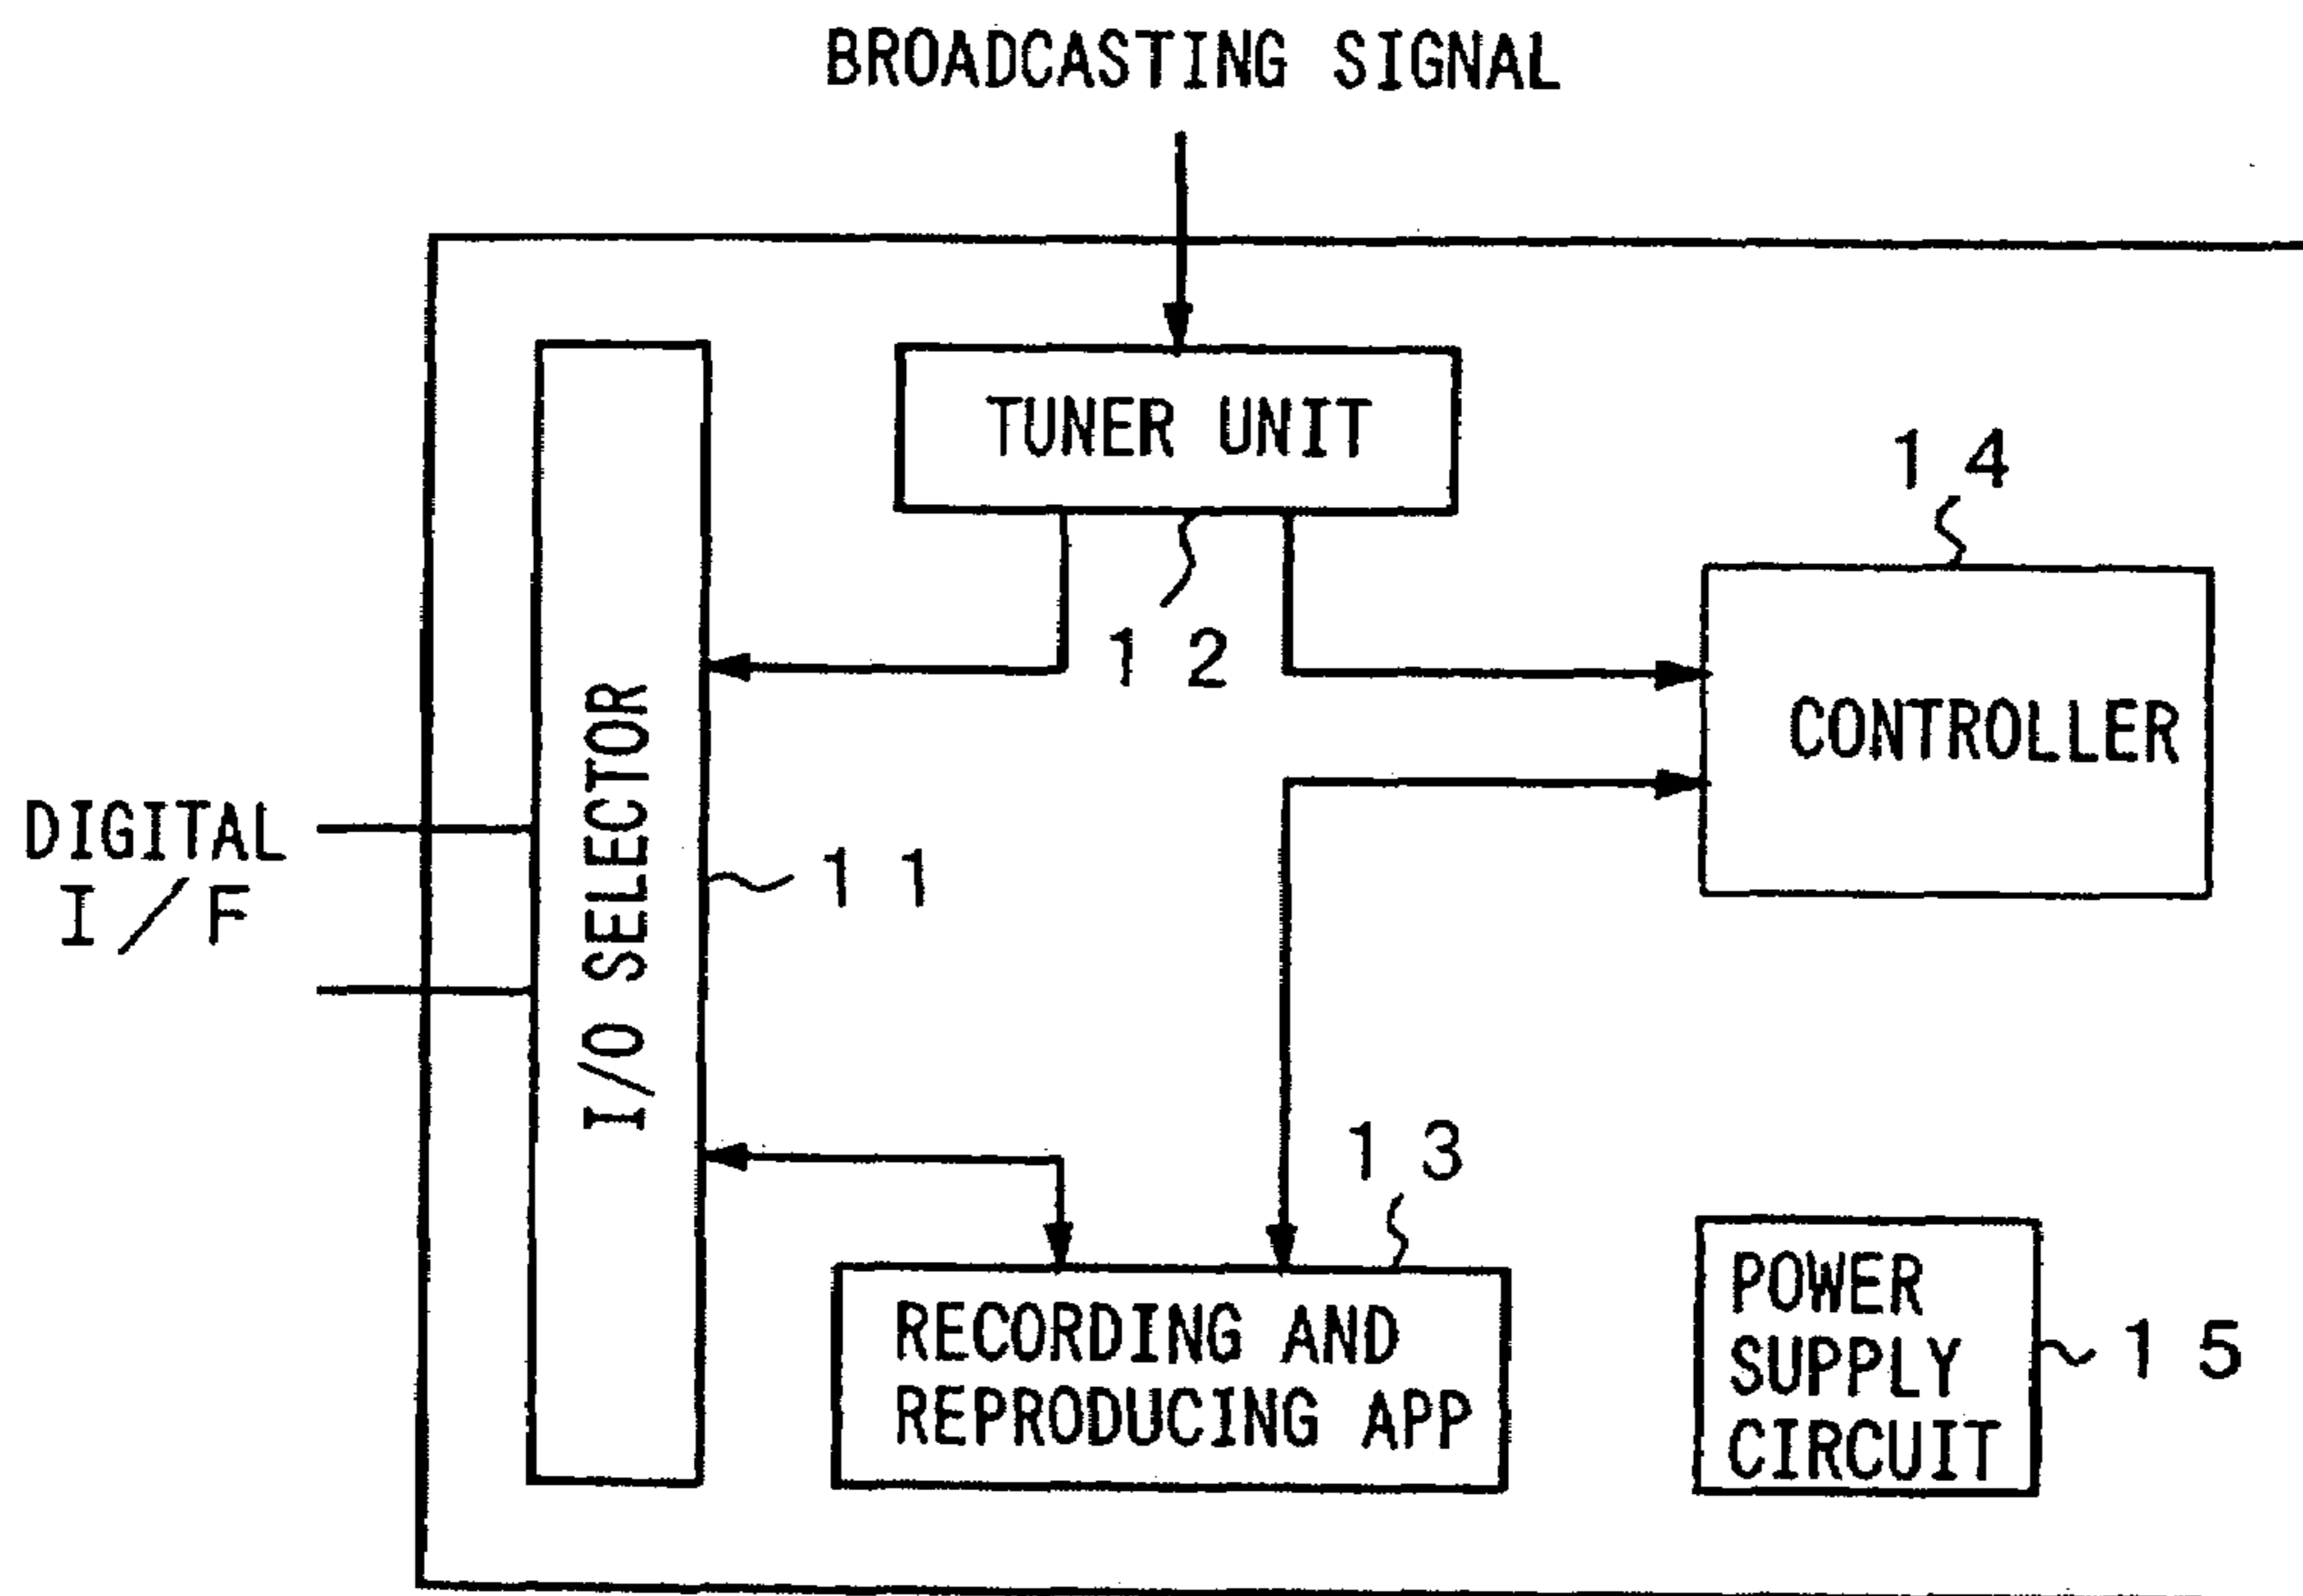 BROADCASTING SIGNAL
TUNER UNIT
1 4
1 2
CONTROLLER
DIGITAL
I/F
I/O SELECTOR
1 1
1 3
RECORDING AND
REPRODUCING APP
POWER
SUPPLY
CIRCUIT
1 5